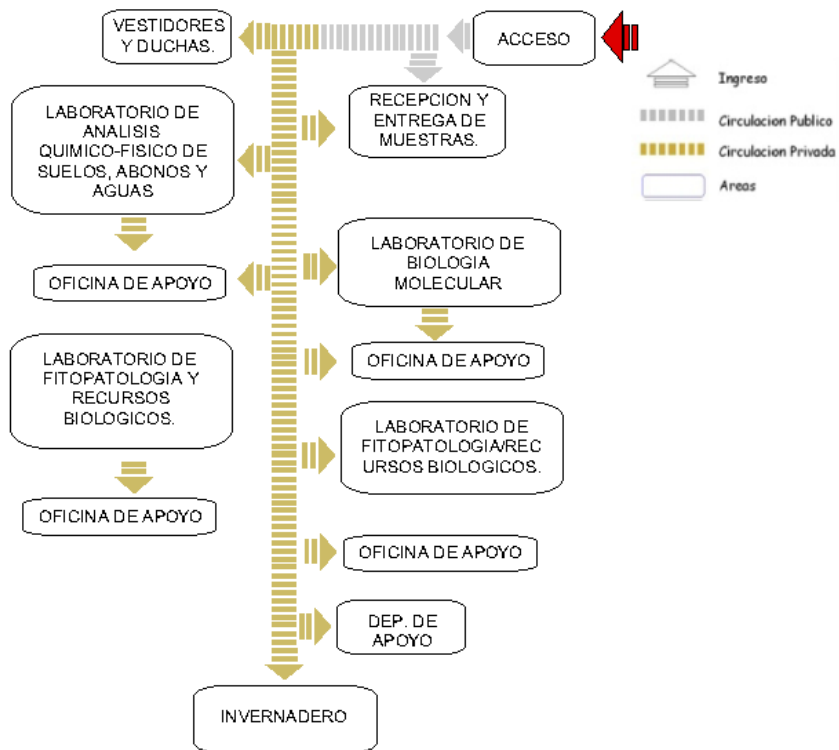 VESTIDORES
Y DUCHAS.
ACCESO
RECEPCION Y
ENTREGA DE
MUESTRAS.
LABORATORIO DE
ANALISIS
QUIMICO-FISICO DE
SUELOS, ABONOS Y
AGUAS
OFICINA DE APOYO
LABORATORIO DE
BIOLOGIA
MOLECULAR
OFICINA DE APOYO
LABORATORIO DE
FITOPATOLOGIA Y
RECURSOS
BIOLOGICOS.
OFICINA DE APOYO
LABORATORIO DE
FITOPATOLOGIA/REC
URSOS BIOLOGICOS.
OFICINA DE APOYO
DEP. DE
APOYO
INVERNADERO
Ingreso
Circulacion Publico
Circulacion Privada
Areas